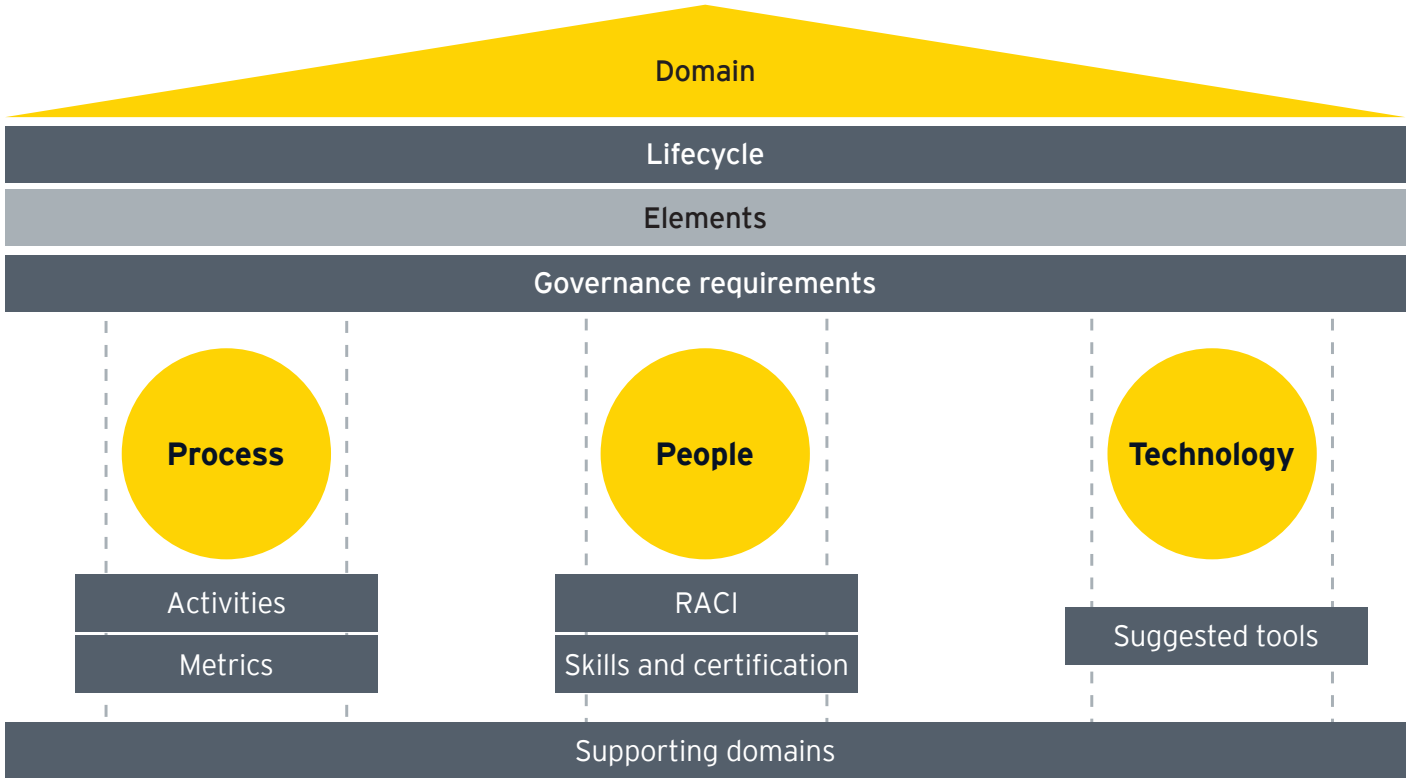 Domain
Lifecycle
Elements
Governance requirements
Process
People
Technology
Activities
RACI
Suggested tools
Metrics
Skills and certification
Supporting domains